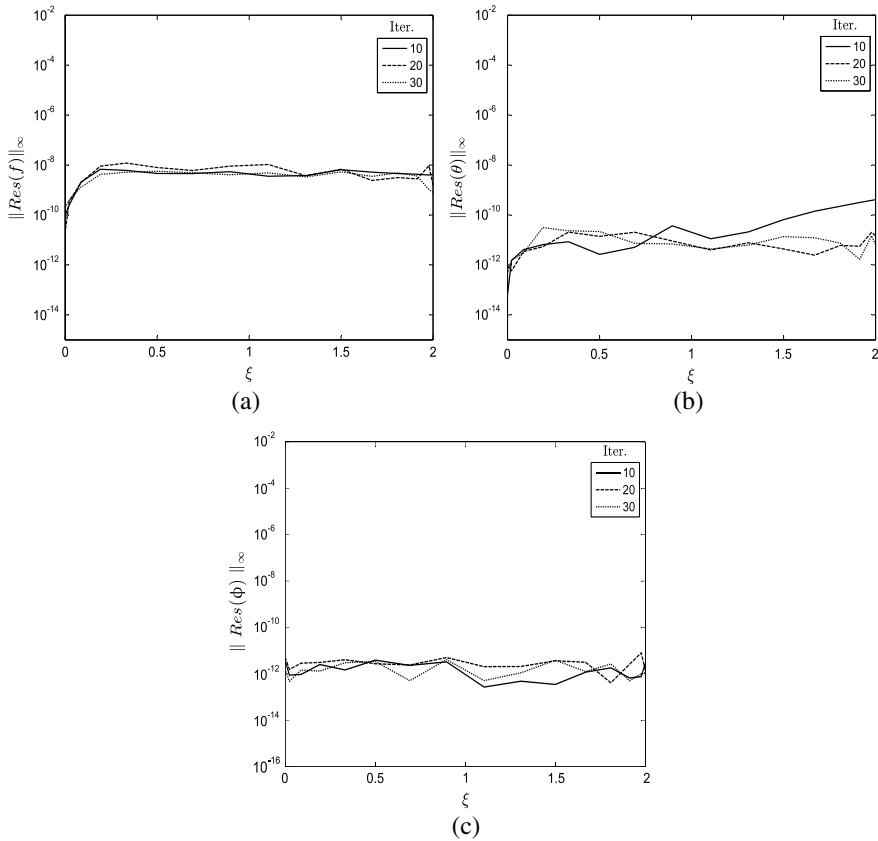 10^-2
10^-4
10^-6
10^-8
10^-10
10^-12
10^-14
||Res(f)||∞
0 0.5 1 1.5 2
ξ
Iter.
10
20
30
(a)
10^-2
10^-4
10^-6
10^-8
10^-10
10^-12
10^-14
||Res(θ)||∞
0 0.5 1 1.5 2
ξ
Iter.
10
20
30
(b)
10^-2
10^-4
10^-6
10^-8
10^-10
10^-12
10^-14
10^-16
|| Res(ϕ) ||∞
0 0.5 1 1.5 2
ξ
Iter.
10
20
30
(c)